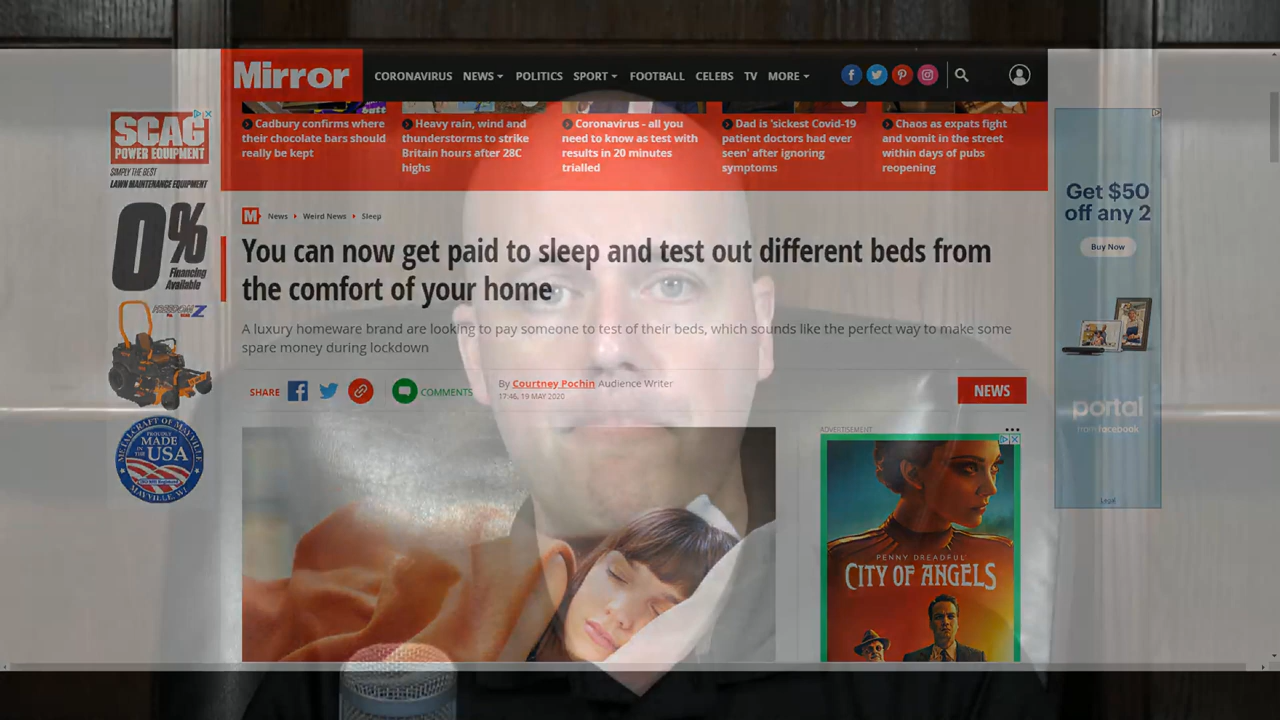 Mirror
CORONAVIRUS NEWS POLITICS SPORT FOOTBALL CELEBS TV MORE
Cadbury confirms where
their chocolate bars should
really be kept
Heavy rain, wind and
thunderstorms to strike
Britain hours after 28C
highs
Coronavirus - all you
need to know as test with
results in 20 minutes
trialled
Dad is 'sickest Covid-19
patient doctors had ever
seen' after ignoring
symptoms
Chaos as expats fight
and vomit in the street
within days of pubs
reopening
SCAG
POWER EQUIPMENT
SIMPLY THE BEST
LAWN MAINTENANCE EQUIPMENT
0%
Financing
Available
FREEDOM Z
METALCRAFT OF MAYVILLE
PROUDLY
MADE
IN THE USA
MAYVILLE, WI
M News Weird News Sleep
You can now get paid to sleep and test out different beds from
the comfort of your home
A luxury homeware brand are looking to pay someone to test of their beds, which sounds like the perfect way to make some
spare money during lockdown
SHARE COMMENTS
By Courtney Pochin Audience Writer
17:46, 19 MAY 2020
NEWS
ADVERTISEMENT
PENNY DREADFUL
CITY OF ANGELS
Get $50
off any 2
Buy Now
portal
from facebook
Legal